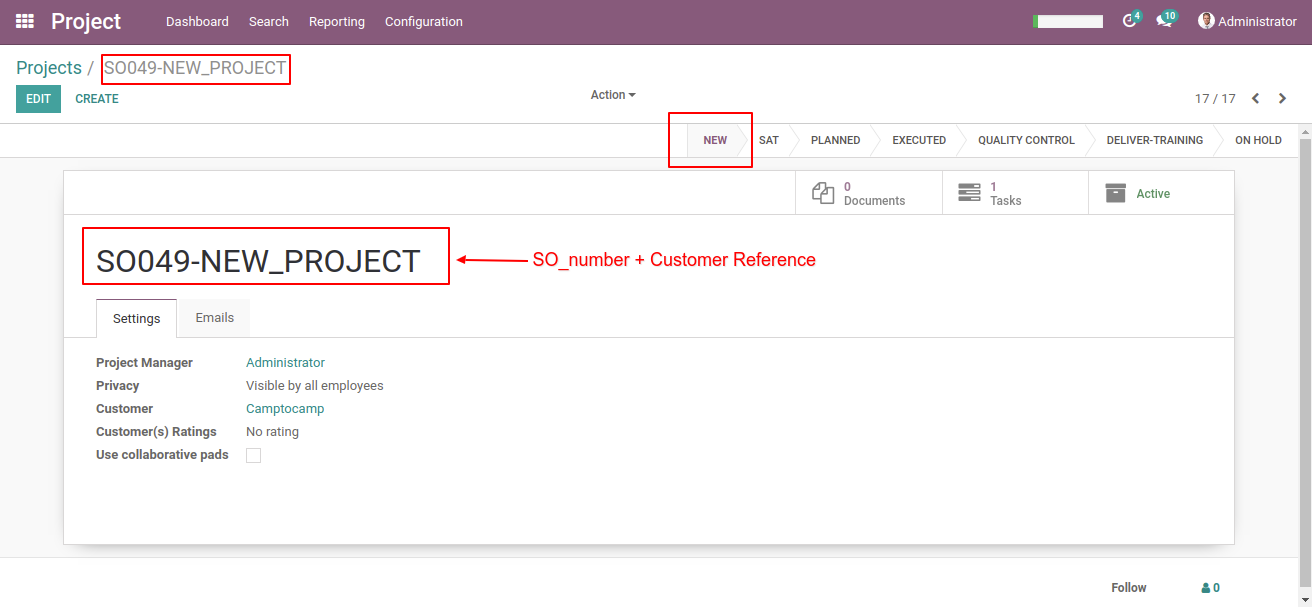 Project Dashboard Search Reporting Configuration 4 10 Administrator
Projects / SO049-NEW_PROJECT
EDIT CREATE Action 17 / 17
NEW SAT PLANNED EXECUTED QUALITY CONTROL DELIVER-TRAINING ON HOLD
0 Documents 1 Tasks Active
SO049-NEW_PROJECT SO_number + Customer Reference
Settings Emails
Project Manager Administrator
Privacy Visible by all employees
Customer Camptocamp
Customer(s) Ratings No rating
Use collaborative pads
Follow 0